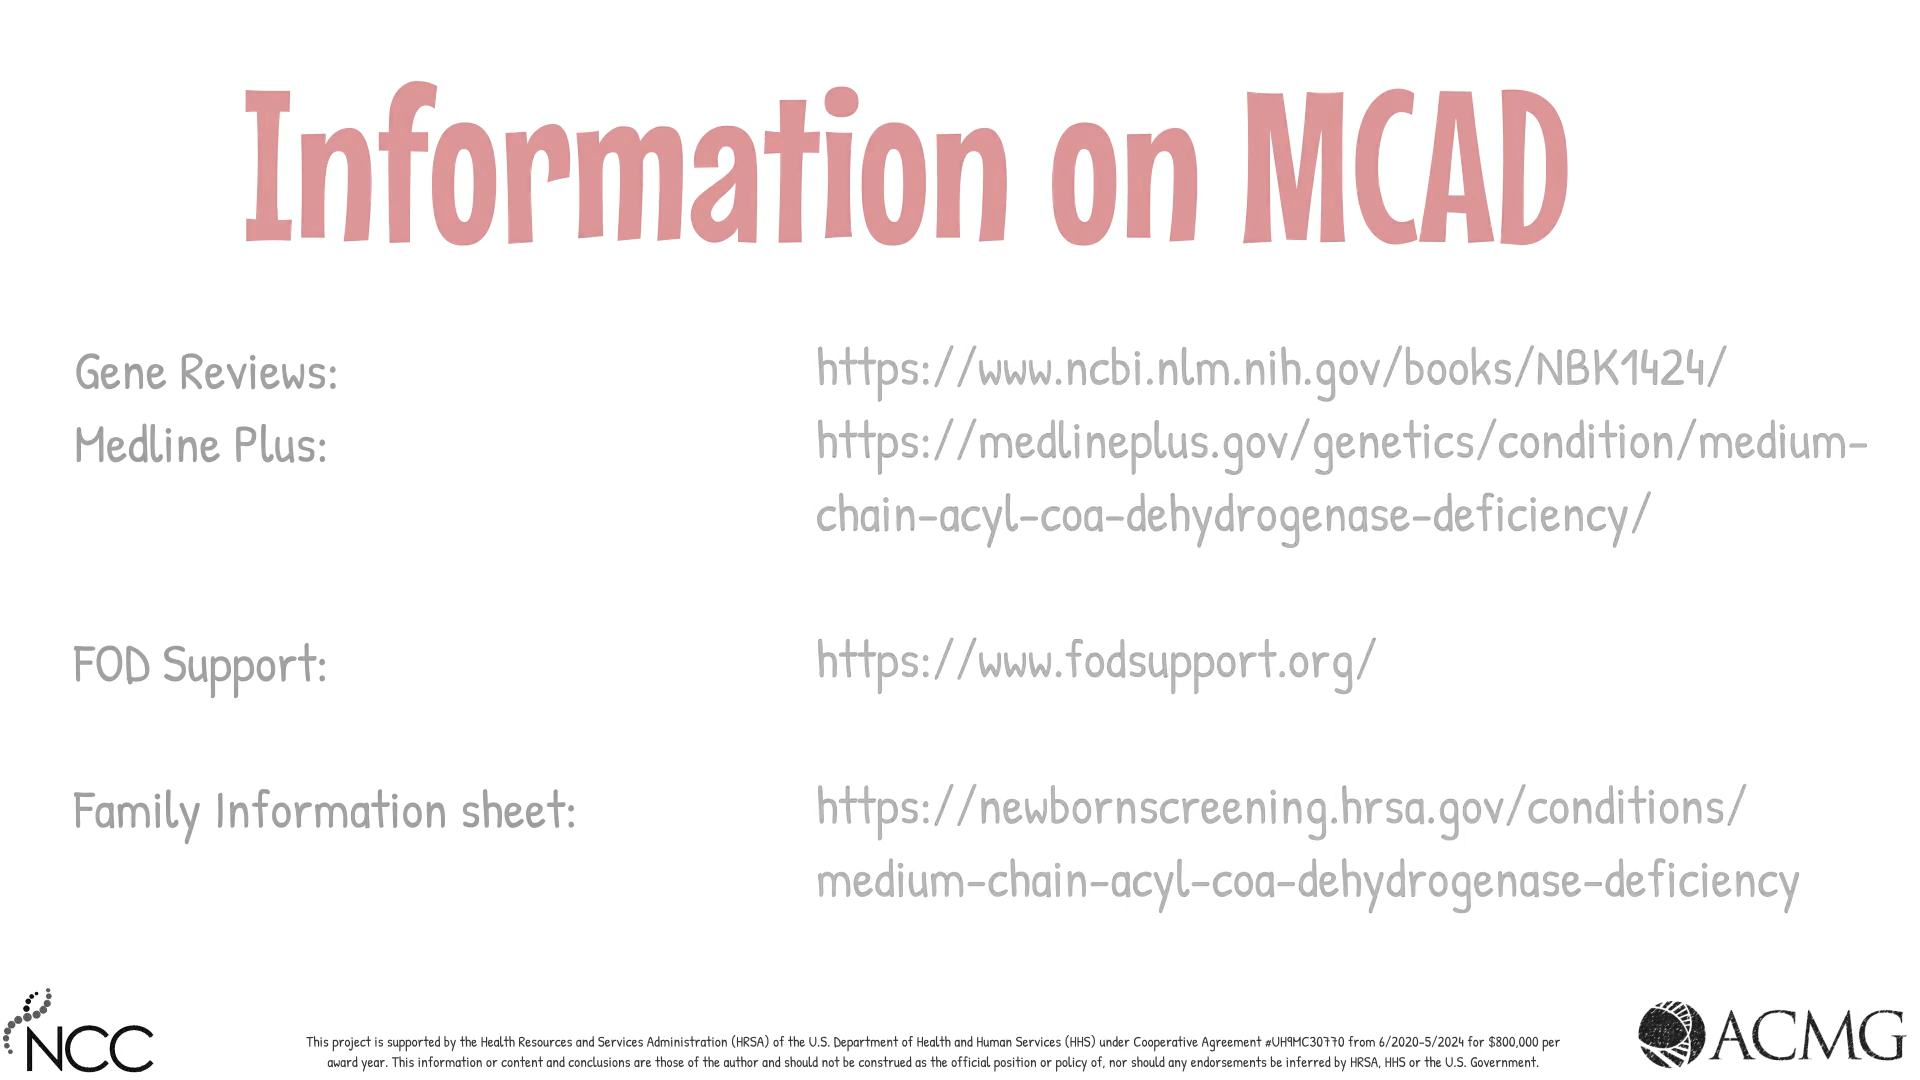 Information on MCAD
Gene Reviews: https://www.ncbi.nlm.nih.gov/books/NBK1424/
Medline Plus: https://medlineplus.gov/genetics/condition/medium-
chain-acyl-coa-dehydrogenase-deficiency/
FOD Support: https://www.fodsupport.org/
Family Information sheet: https://newbornscreening.hrsa.gov/conditions/
medium-chain-acyl-coa-dehydrogenase-deficiency
NCC
This project is supported by the Health Resources and Services Administration (HRSA) of the U.S. Department of Health and Human Services (HHS) under Cooperative Agreement #UH9MC30770 from 6/2020-5/2024 for $800,000 per
award year. This information or content and conclusions are those of the author and should not be construed as the official position or policy of, nor should any endorsements be inferred by HRSA, HHS or the U.S. Government.
ACMG